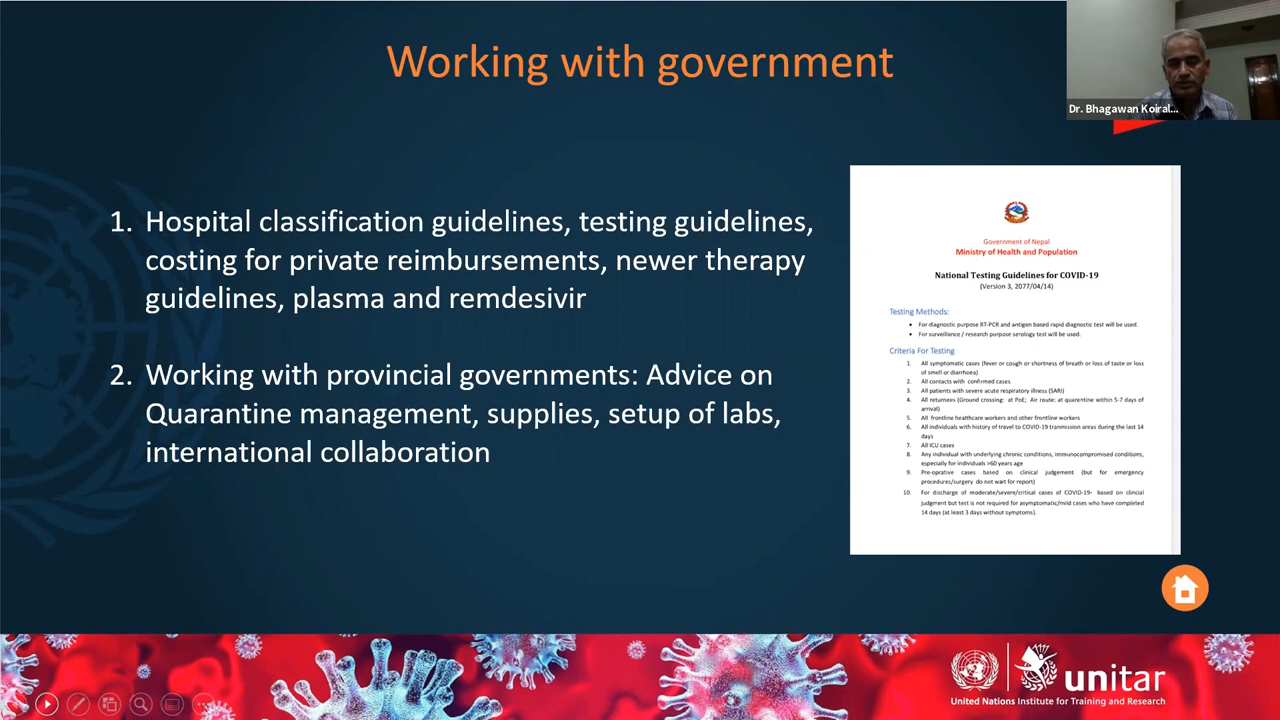 Working with government
Dr. Bhagawan Koiral...
1. Hospital classification guidelines, testing guidelines,
costing for private reimbursements, newer therapy
guidelines, plasma and remdesivir
2. Working with provincial governments: Advice on
Quarantine management, supplies, setup of labs,
international collaboration
Government of Nepal
Ministry of Health and Population
National Testing Guidelines for COVID-19
(Version 3, 2077/04/14)
Testing Methods:
• For diagnostic purpose RT-PCR and antigen based rapid diagnostic test will be used.
• For surveillance / research purpose serology test will be used.
Criteria For Testing
1. All symptomatic cases (fever or cough or shortness of breath or loss of taste or loss
of smell or diarrhoea)
2. All contacts with confirmed cases
3. All patients with severe acute respiratory illness (SARI)
4. All returnees (Ground crossing: at PoE; Air route: at quarantine within 5-7 days of
arrival)
5. All frontline healthcare workers and other frontline workers
6. All individuals with history of travel to COVID-19 tranmission areas during the last 14
days
7. All ICU cases
8. Any individual with underlying chronic conditions, immunocompromised conditions,
especially for individuals >60 years age
9. Pre-oprative cases based on clinical judgement (but for emergency
procedures/surgery do not wait for report)
10. For discharge of moderate/severe/critical cases of COVID-19- based on clincial
judgment but test is not required for asymptomatic/mild cases who have completed
14 days (at least 3 days without symptoms).
unitar
United Nations Institute for Training and Research